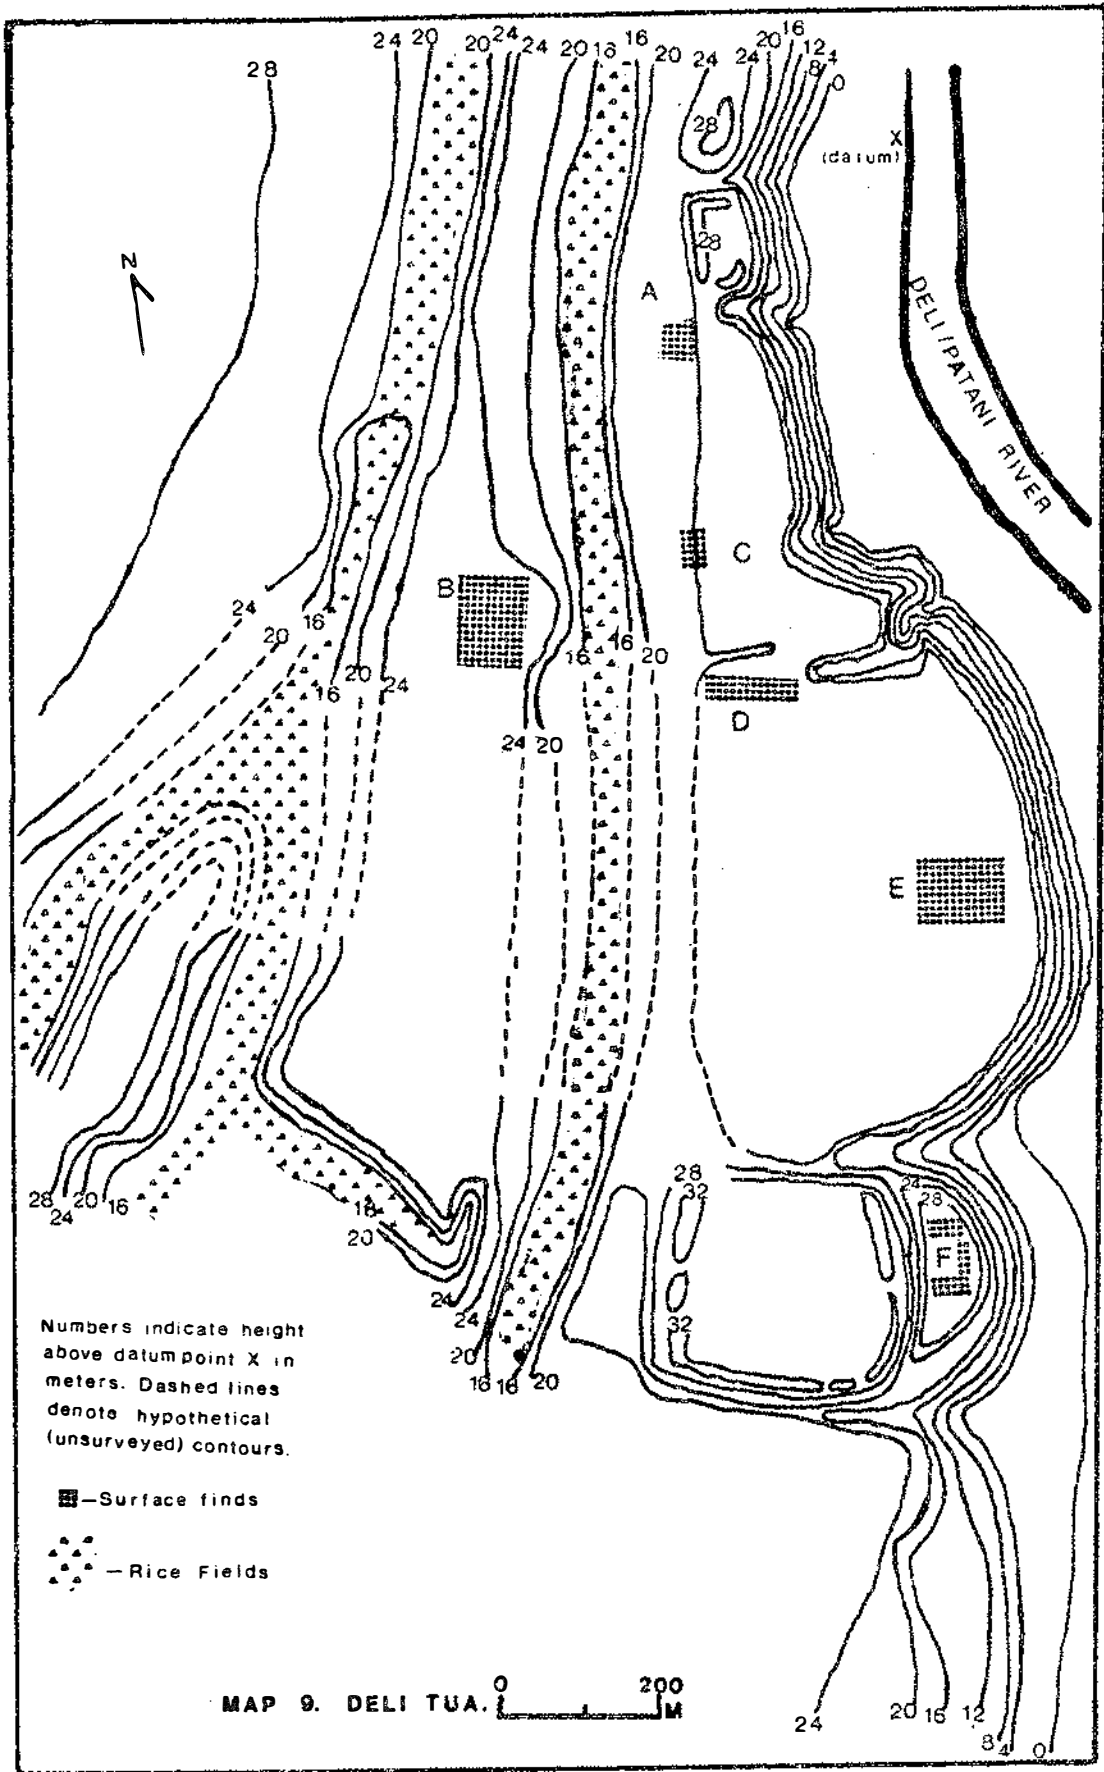 24 20 20 24 24 20 16 16 20 24 24 20 16 12 8 4 0
28
28
X
(datum)
N
28
DELI/PATANI RIVER
A
C
B
24 20 16 16 20 24
16 16 20
24 20
D
E
28 24 20 16
16
20
24
24
20 16 16 20
28
32
32
24
28
F
Numbers indicate height
above datum point X in
meters. Dashed lines
denote hypothetical
(unsurveyed) contours.
—Surface finds
—Rice Fields
MAP 9. DELI TUA.
0 200
M
24 20 16 12 8 4 0